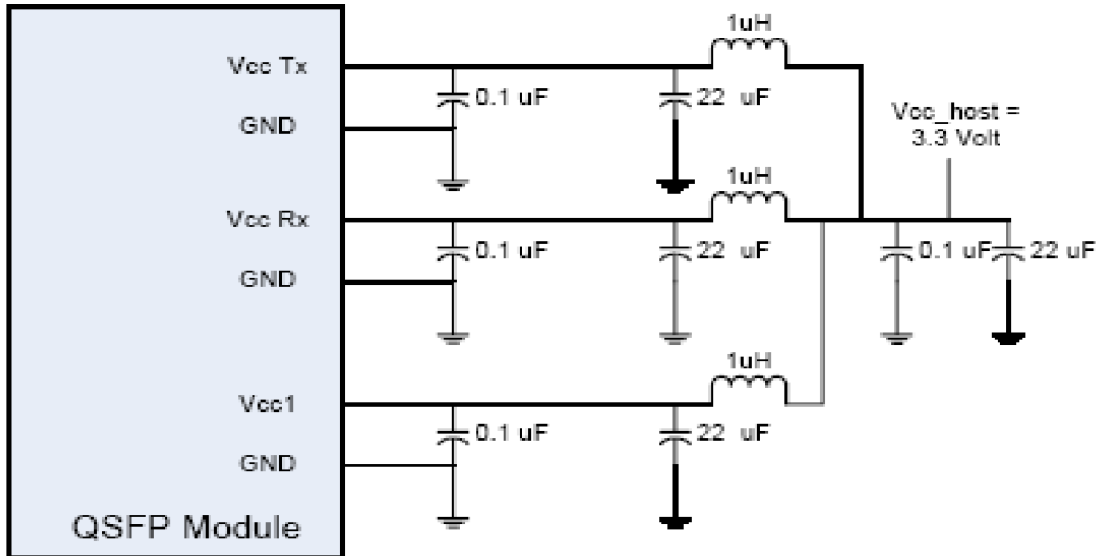 1uH
Vcc Tx
0.1 uF
22 uF
GND
Vcc_host =
3.3 Volt
1uH
Vcc Rx
0.1 uF
22 uF
0.1 uF
22 uF
GND
1uH
Vcc1
0.1 uF
22 uF
GND
QSFP Module